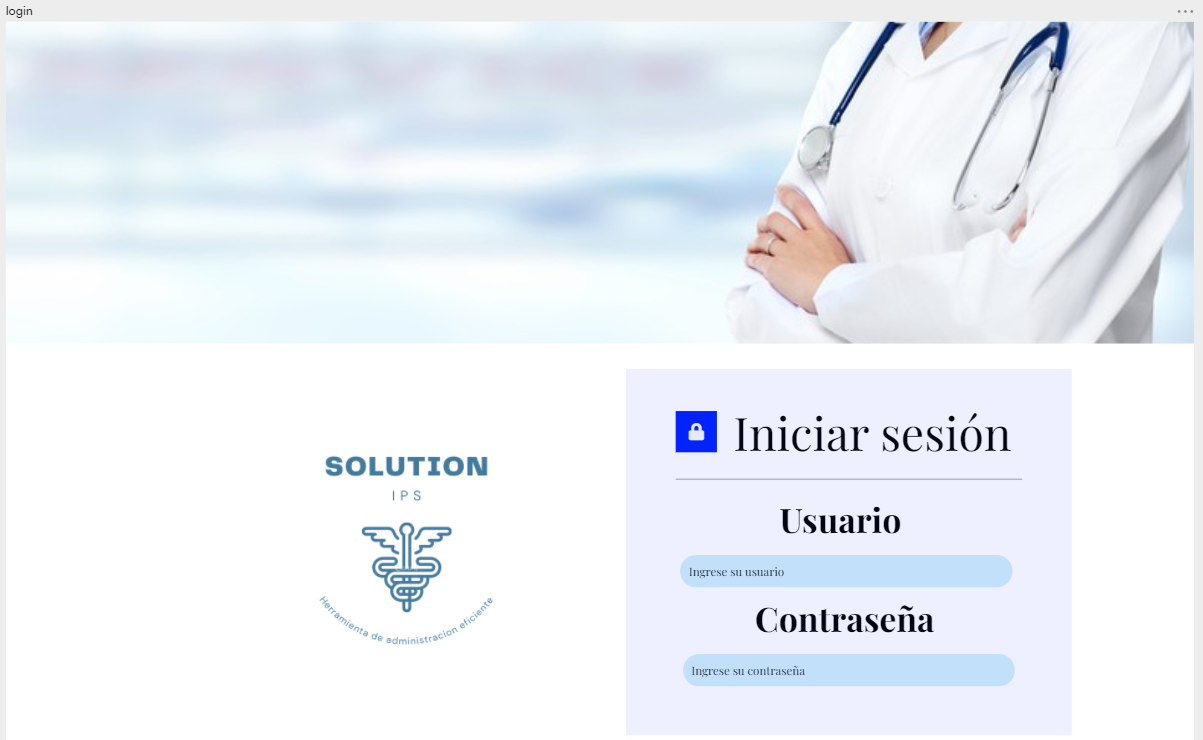 login
Iniciar sesión
SOLUTION
IPS
Usuario
Ingrese su usuario
Herramienta de administracion eficiente
Contraseña
Ingrese su contraseña